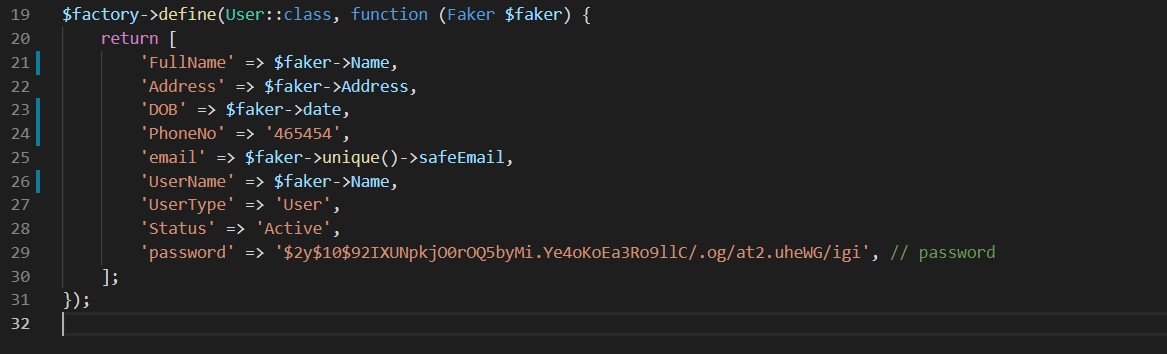 19 $factory->define(User::class, function (Faker $faker) {
20     return [
21         'FullName' => $faker->Name,
22         'Address' => $faker->Address,
23         'DOB' => $faker->date,
24         'PhoneNo' => '465454',
25         'email' => $faker->unique()->safeEmail,
26         'UserName' => $faker->Name,
27         'UserType' => 'User',
28         'Status' => 'Active',
29         'password' => '$2y$10$92IXUNpkjO0rOQ5byMi.Ye4oKoEa3Ro9llC/.og/at2.uheWG/igi', // password
30     ];
31 });
32